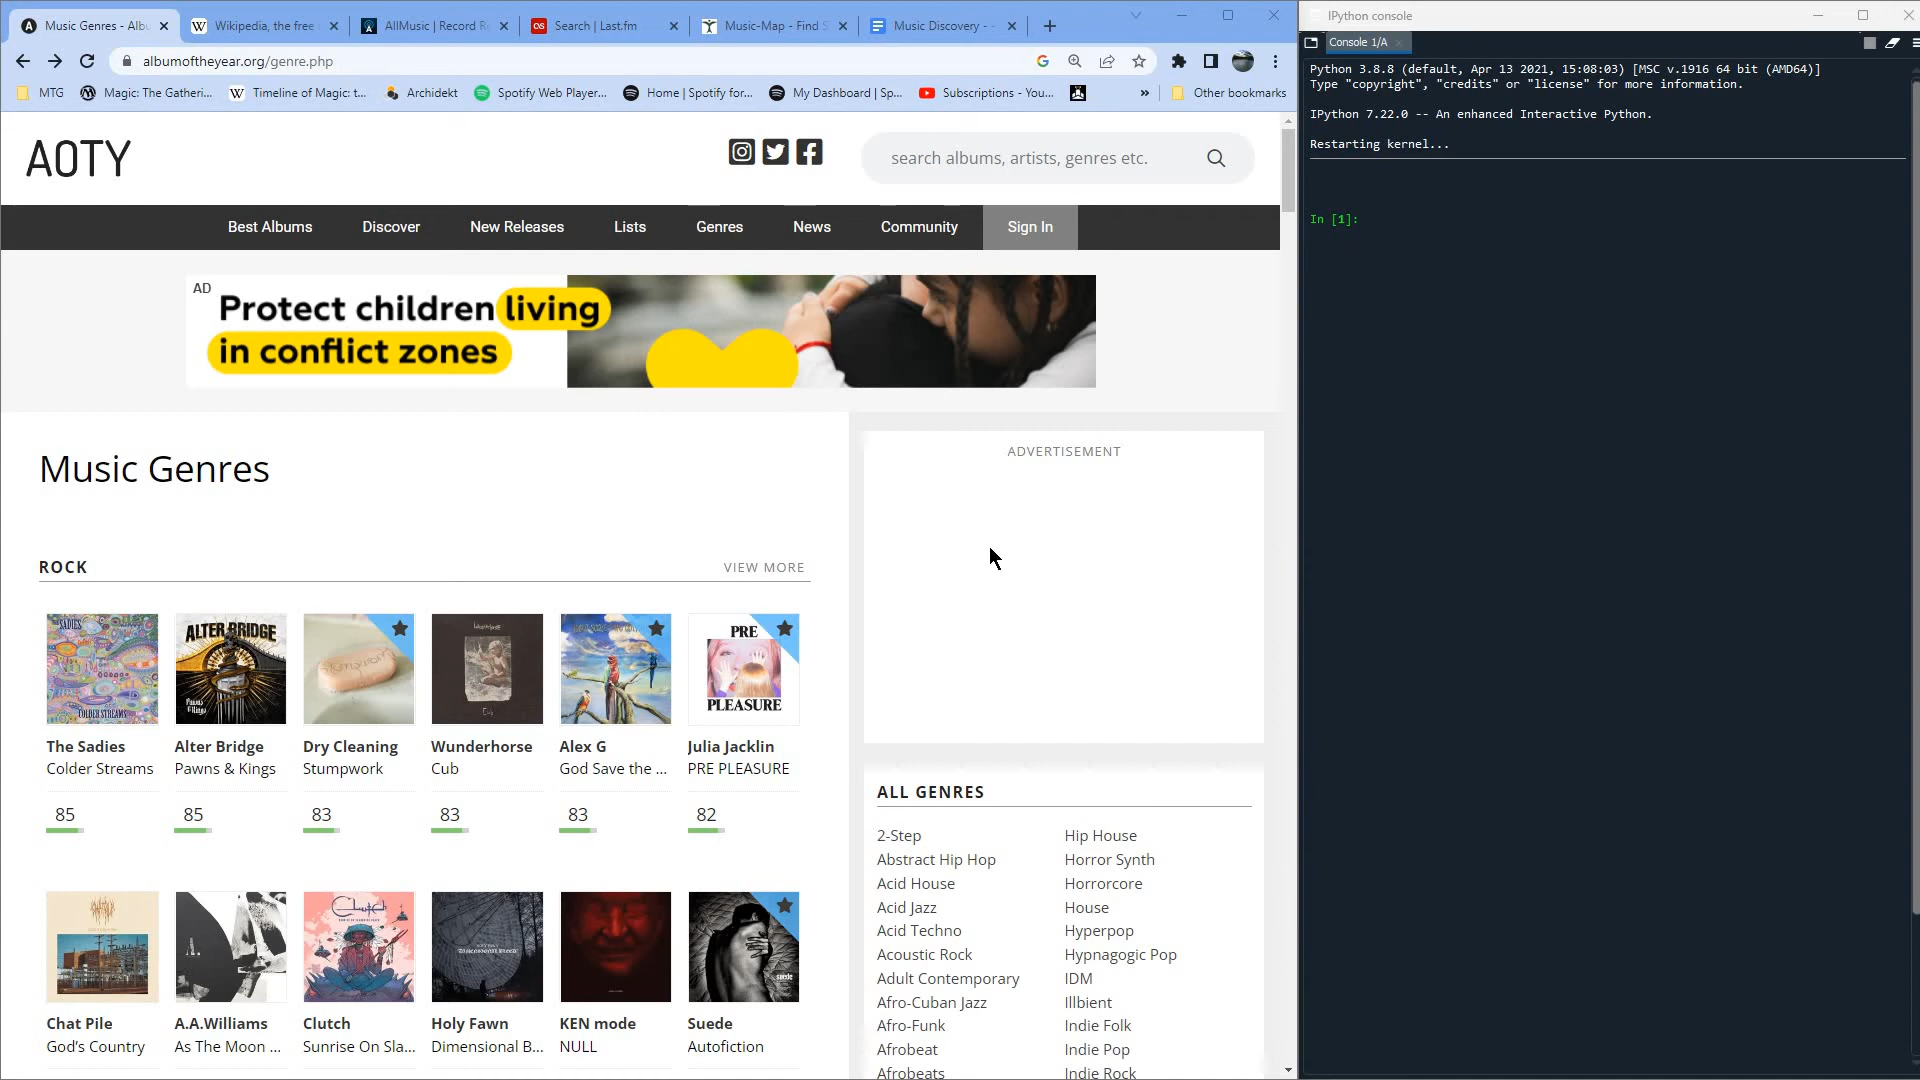 Music Genres - Albu
Wikipedia, the free
AllMusic | Record Re
Search | Last.fm
Music-Map - Find S
Music Discovery -
albumoftheyear.org/genre.php
MTG
Magic: The Gatheri...
Timeline of Magic: t...
Archidekt
Spotify Web Player...
Home | Spotify for...
My Dashboard | Sp...
Subscriptions - You...
»
Other bookmarks
AOTY
search albums, artists, genres etc.
Best Albums
Discover
New Releases
Lists
Genres
News
Community
Sign In
AD
Protect children living
in conflict zones
Music Genres
ROCK
VIEW MORE
SADIES
COLDER STREAMS
ALTER BRIDGE
Pawns & Kings
PRE
PLEASURE
The Sadies
Colder Streams
85
Alter Bridge
Pawns & Kings
85
Dry Cleaning
Stumpwork
83
Wunderhorse
Cub
83
Alex G
God Save the ...
83
Julia Jacklin
PRE PLEASURE
82
Clutch
suede
Chat Pile
God's Country
A.A.Williams
As The Moon ...
Clutch
Sunrise On Sla...
Holy Fawn
Dimensional B...
KEN mode
NULL
Suede
Autofiction
ADVERTISEMENT
ALL GENRES
2-Step
Abstract Hip Hop
Acid House
Acid Jazz
Acid Techno
Acoustic Rock
Adult Contemporary
Afro-Cuban Jazz
Afro-Funk
Afrobeat
Afrobeats
Hip House
Horror Synth
Horrorcore
House
Hyperpop
Hypnagogic Pop
IDM
Illbient
Indie Folk
Indie Pop
Indie Rock
IPython console
Console 1/A
Python 3.8.8 (default, Apr 13 2021, 15:08:03) [MSC v.1916 64 bit (AMD64)]
Type "copyright", "credits" or "license" for more information.
IPython 7.22.0 -- An enhanced Interactive Python.
Restarting kernel...
In [1]: